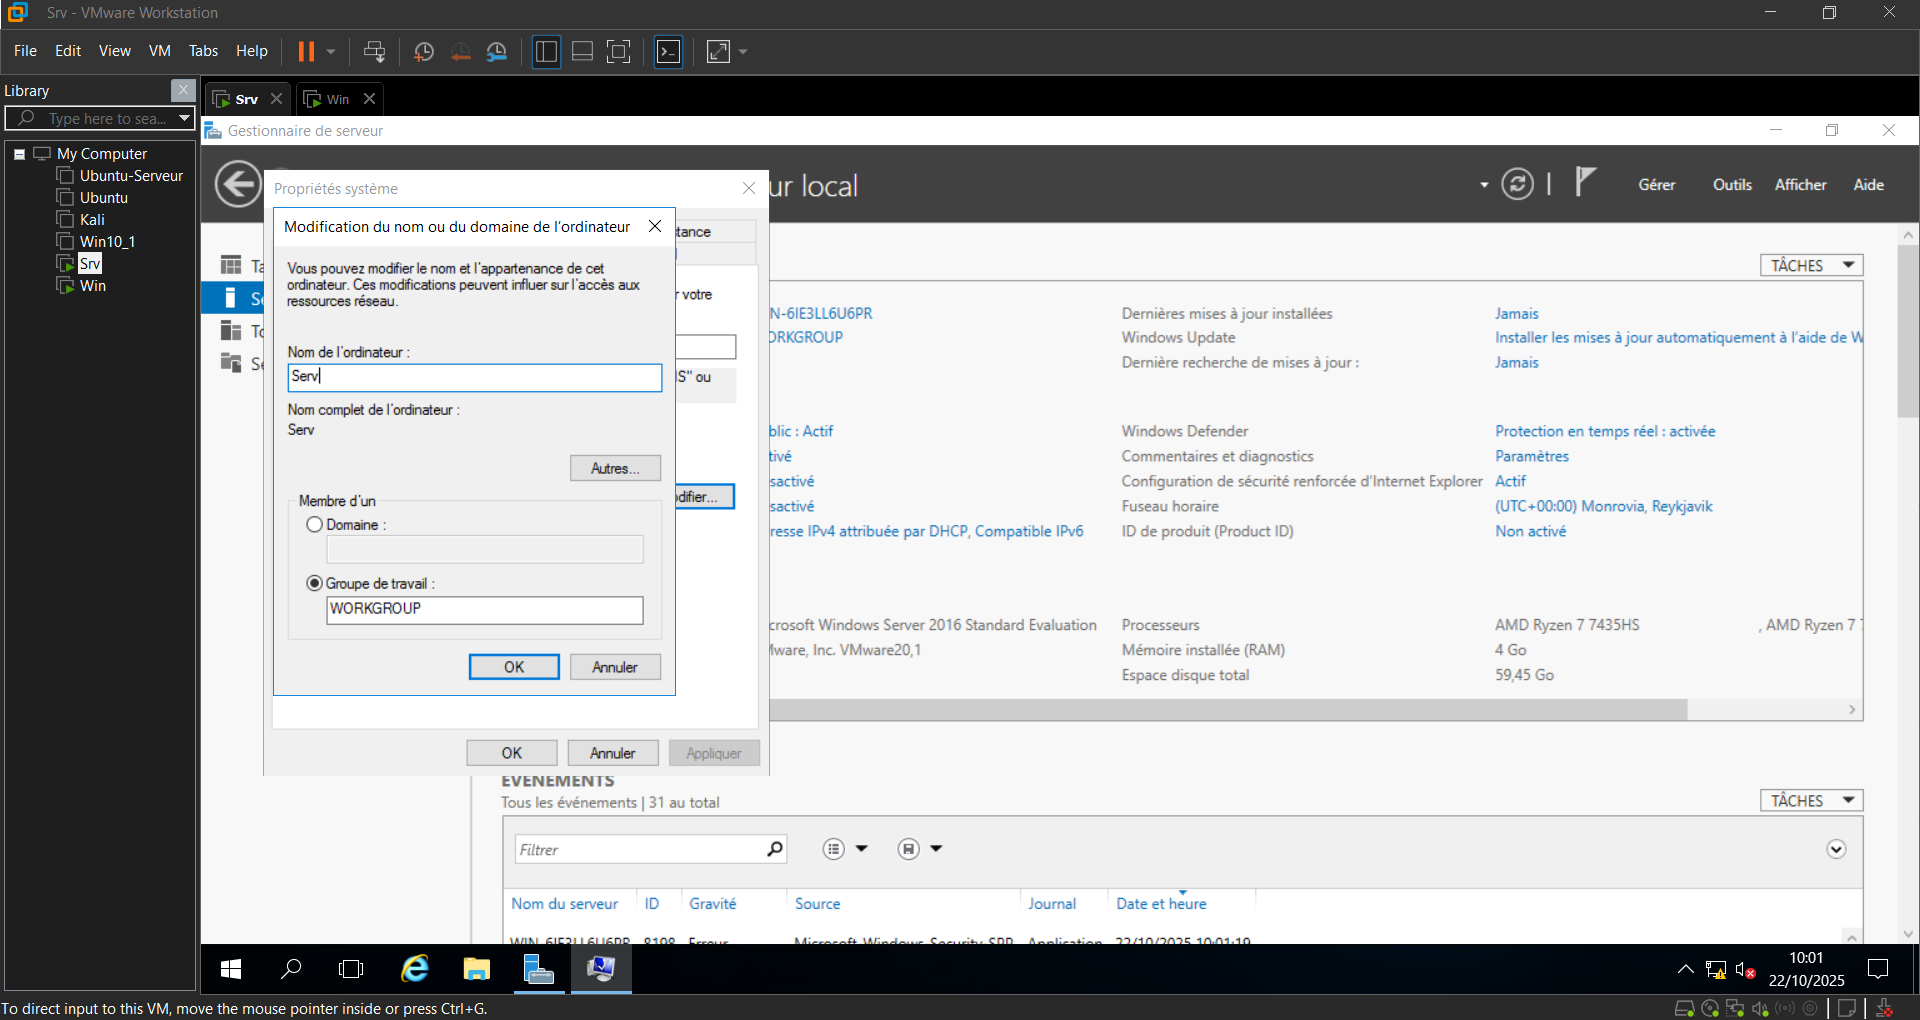 Srv - VMware Workstation
File Edit View VM Tabs Help
Library
Type here to sea...
My Computer
Ubuntu-Serveur
Ubuntu
Kali
Win10_1
Srv
Win
Srv
Win
Gestionnaire de serveur
ur local
Gérer Outils Afficher Aide
Propriétés système
Modification du nom ou du domaine de l'ordinateur
Vous pouvez modifier le nom et l'appartenance de cet
ordinateur. Ces modifications peuvent influer sur l'accès aux
ressources réseau.
Nom de l'ordinateur :
Serv
Nom complet de l'ordinateur :
Serv
Autres...
Membre d'un
Domaine :
Groupe de travail :
WORKGROUP
OK Annuler
tance
r votre
IS" ou
difier...
OK Annuler Appliquer
Ta
Se
To
Se
TÂCHES
N-6IE3LL6U6PR
ORKGROUP
Dernières mises à jour installées Jamais
Windows Update Installer les mises à jour automatiquement à l'aide de W
Dernière recherche de mises à jour : Jamais
blic : Actif
tivé
sactivé
sactivé
resse IPv4 attribuée par DHCP, Compatible IPv6
Windows Defender Protection en temps réel : activée
Commentaires et diagnostics Paramètres
Configuration de sécurité renforcée d'Internet Explorer Actif
Fuseau horaire (UTC+00:00) Monrovia, Reykjavik
ID de produit (Product ID) Non activé
crosoft Windows Server 2016 Standard Evaluation
Mware, Inc. VMware20,1
Processeurs AMD Ryzen 7 7435HS , AMD Ryzen 7
Mémoire installée (RAM) 4 Go
Espace disque total 59,45 Go
ÉVÉNEMENTS
Tous les événements | 31 au total
TÂCHES
Filtrer
Nom du serveur ID Gravité Source Journal Date et heure
WIN-6IE3LL6U6PR 8198 Erreur Microsoft-Windows-Security-SPP Application 22/10/2025 10:01:19
10:01
22/10/2025
To direct input to this VM, move the mouse pointer inside or press Ctrl+G.